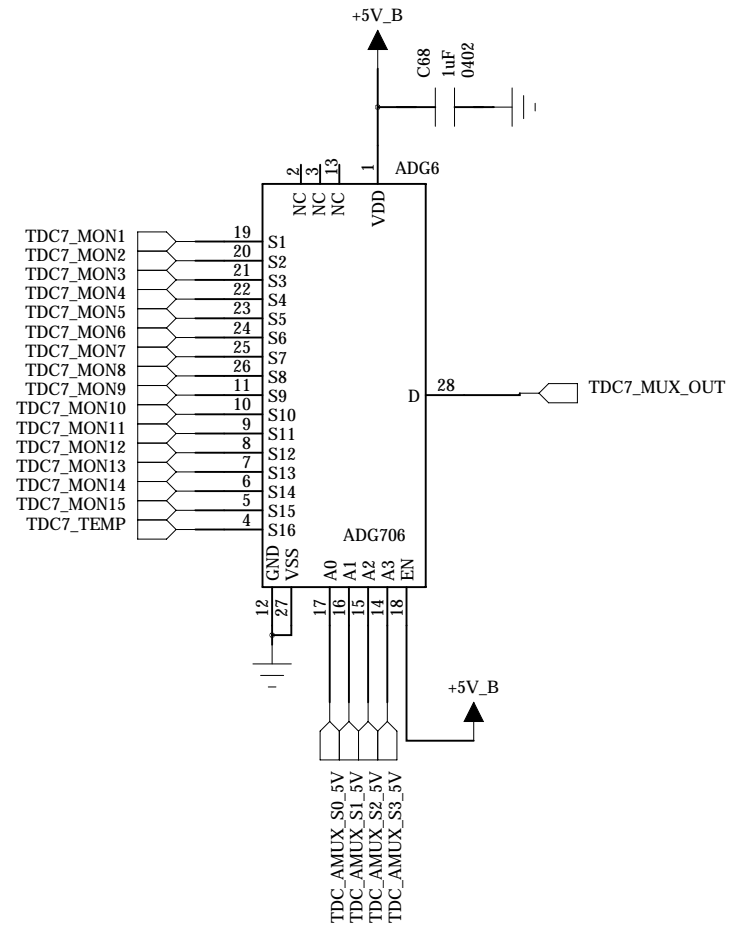 +5V_B
C68
1uF
0402
2
3
13
1
ADG6
NC
NC
NC
VDD
TDC7_MON1 19 S1
TDC7_MON2 20 S2
TDC7_MON3 21 S3
TDC7_MON4 22 S4
TDC7_MON5 23 S5
TDC7_MON6 24 S6
TDC7_MON7 25 S7
TDC7_MON8 26 S8
TDC7_MON9 11 S9
D 28 TDC7_MUX_OUT
TDC7_MON10 10 S10
TDC7_MON11 9 S11
TDC7_MON12 8 S12
TDC7_MON13 7 S13
TDC7_MON14 6 S14
TDC7_MON15 5 S15
TDC7_TEMP 4 S16
ADG706
GND
VSS
A0
A1
A2
A3
EN
12
27
17
16
15
14
18
+5V_B
TDC_AMUX_S0_5V
TDC_AMUX_S1_5V
TDC_AMUX_S2_5V
TDC_AMUX_S3_5V